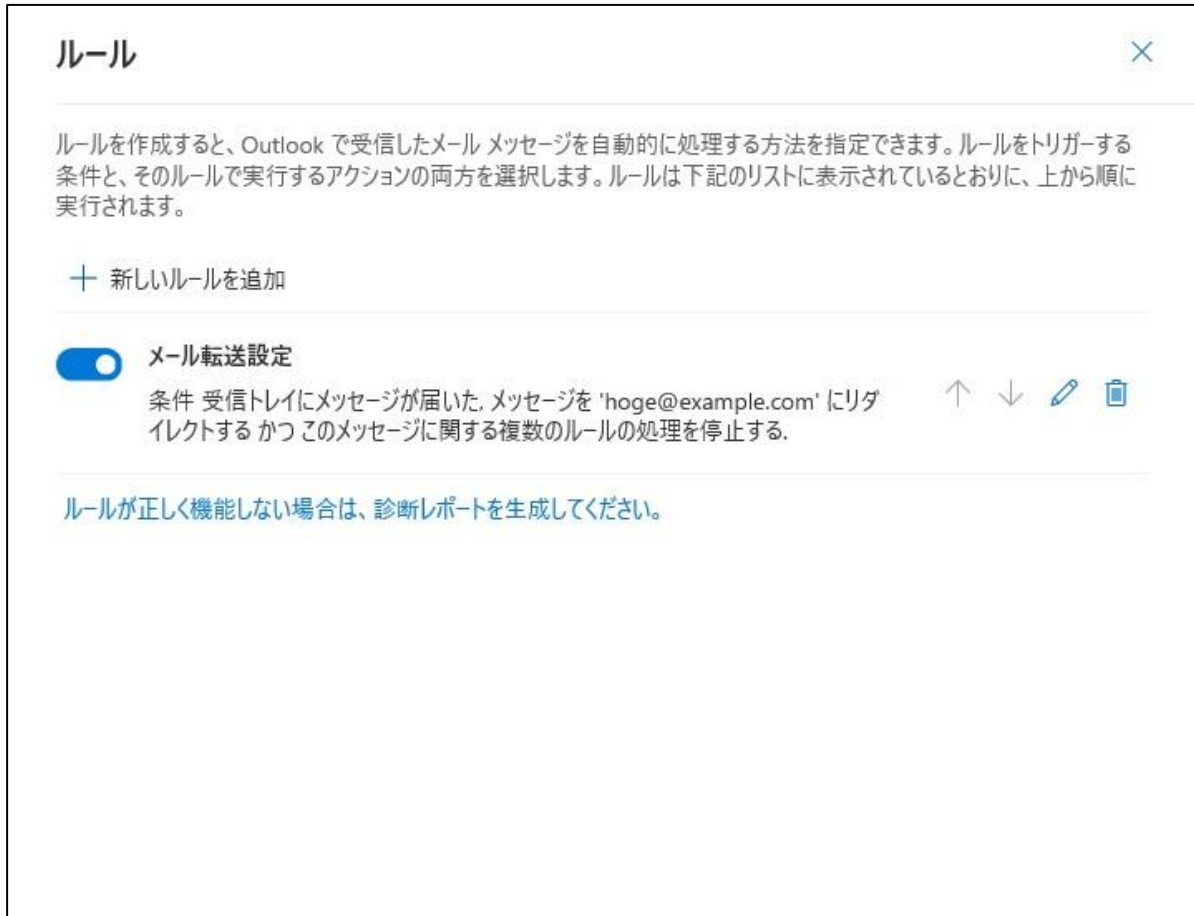 ルール
ルールを作成すると、Outlook で受信したメール メッセージを自動的に処理する方法を指定できます。ルールをトリガーする
条件と、そのルールで実行するアクションの両方を選択します。ルールは下記のリストに表示されているとおりに、上から順に
実行されます。
新しいルールを追加
メール転送設定
条件 受信トレイにメッセージが届いた, メッセージを 'hoge@example.com' にリダ
イレクトする かつ このメッセージに関する複数のルールの処理を停止する.
ルールが正しく機能しない場合は、診断レポートを生成してください。